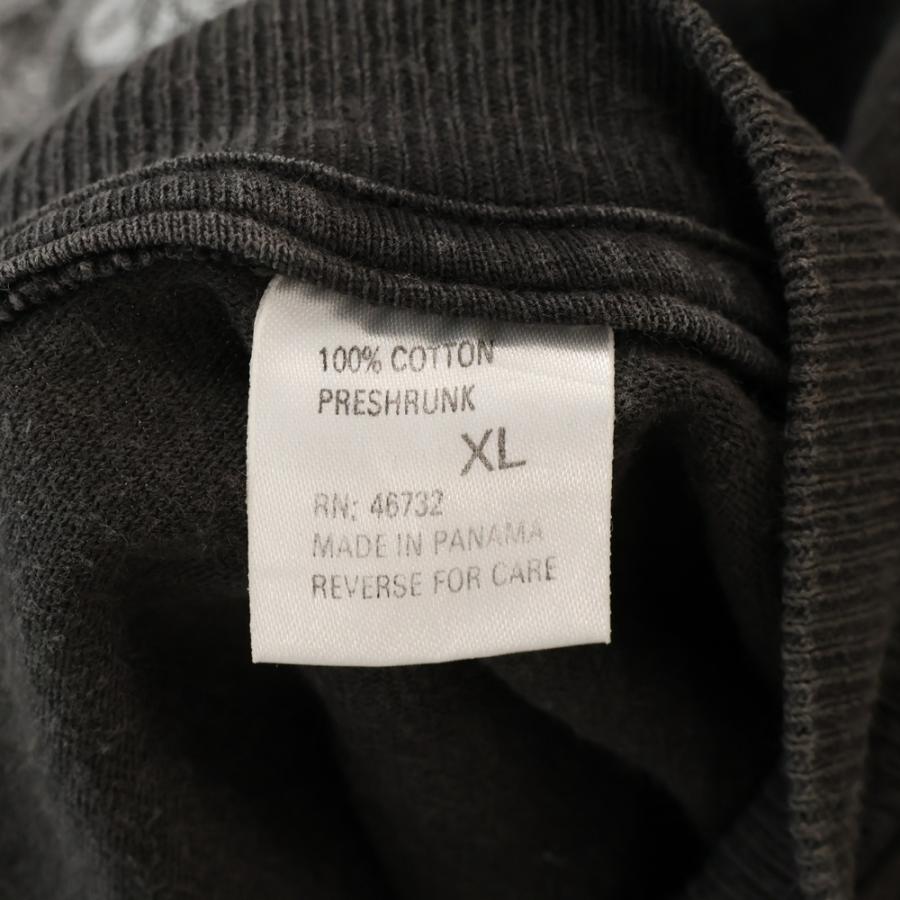 100% COTTON
PRESHRUNK
XL
RN: 46732
MADE IN PANAMA
REVERSE FOR CARE